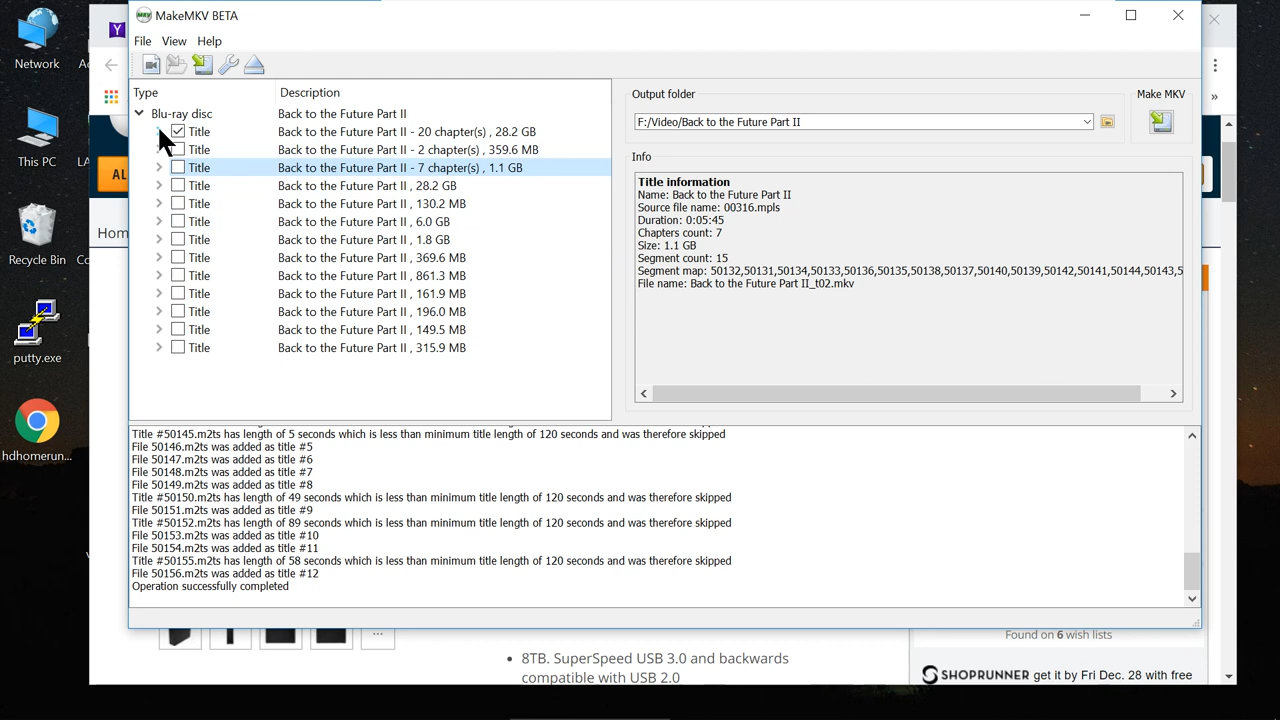 Network
This PC
Recycle Bin
putty.exe
hdhomerun...
MakeMKV BETA
File View Help
Type Description
Blu-ray disc Back to the Future Part II
Title Back to the Future Part II - 20 chapter(s) , 28.2 GB
Title Back to the Future Part II - 2 chapter(s) , 359.6 MB
Title Back to the Future Part II - 7 chapter(s) , 1.1 GB
Title Back to the Future Part II , 28.2 GB
Title Back to the Future Part II , 130.2 MB
Title Back to the Future Part II , 6.0 GB
Title Back to the Future Part II , 1.8 GB
Title Back to the Future Part II , 369.6 MB
Title Back to the Future Part II , 861.3 MB
Title Back to the Future Part II , 161.9 MB
Title Back to the Future Part II , 196.0 MB
Title Back to the Future Part II , 149.5 MB
Title Back to the Future Part II , 315.9 MB
Output folder
F:/Video/Back to the Future Part II
Make MKV
Info
Title information
Name: Back to the Future Part II
Source file name: 00316.mpls
Duration: 0:05:45
Chapters count: 7
Size: 1.1 GB
Segment count: 15
Segment map: 50132,50131,50134,50133,50136,50135,50138,50137,50140,50139,50142,50141,50144,50143,5
File name: Back to the Future Part II_t02.mkv
Title #50145.m2ts has length of 5 seconds which is less than minimum title length of 120 seconds and was therefore skipped
File 50146.m2ts was added as title #5
File 50147.m2ts was added as title #6
File 50148.m2ts was added as title #7
File 50149.m2ts was added as title #8
Title #50150.m2ts has length of 49 seconds which is less than minimum title length of 120 seconds and was therefore skipped
File 50151.m2ts was added as title #9
Title #50152.m2ts has length of 89 seconds which is less than minimum title length of 120 seconds and was therefore skipped
File 50153.m2ts was added as title #10
File 50154.m2ts was added as title #11
Title #50155.m2ts has length of 58 seconds which is less than minimum title length of 120 seconds and was therefore skipped
File 50156.m2ts was added as title #12
Operation successfully completed
AL
Hom
8TB. SuperSpeed USB 3.0 and backwards
compatible with USB 2.0
Found on 6 wish lists
SHOPRUNNER get it by Fri Dec. 28 with free